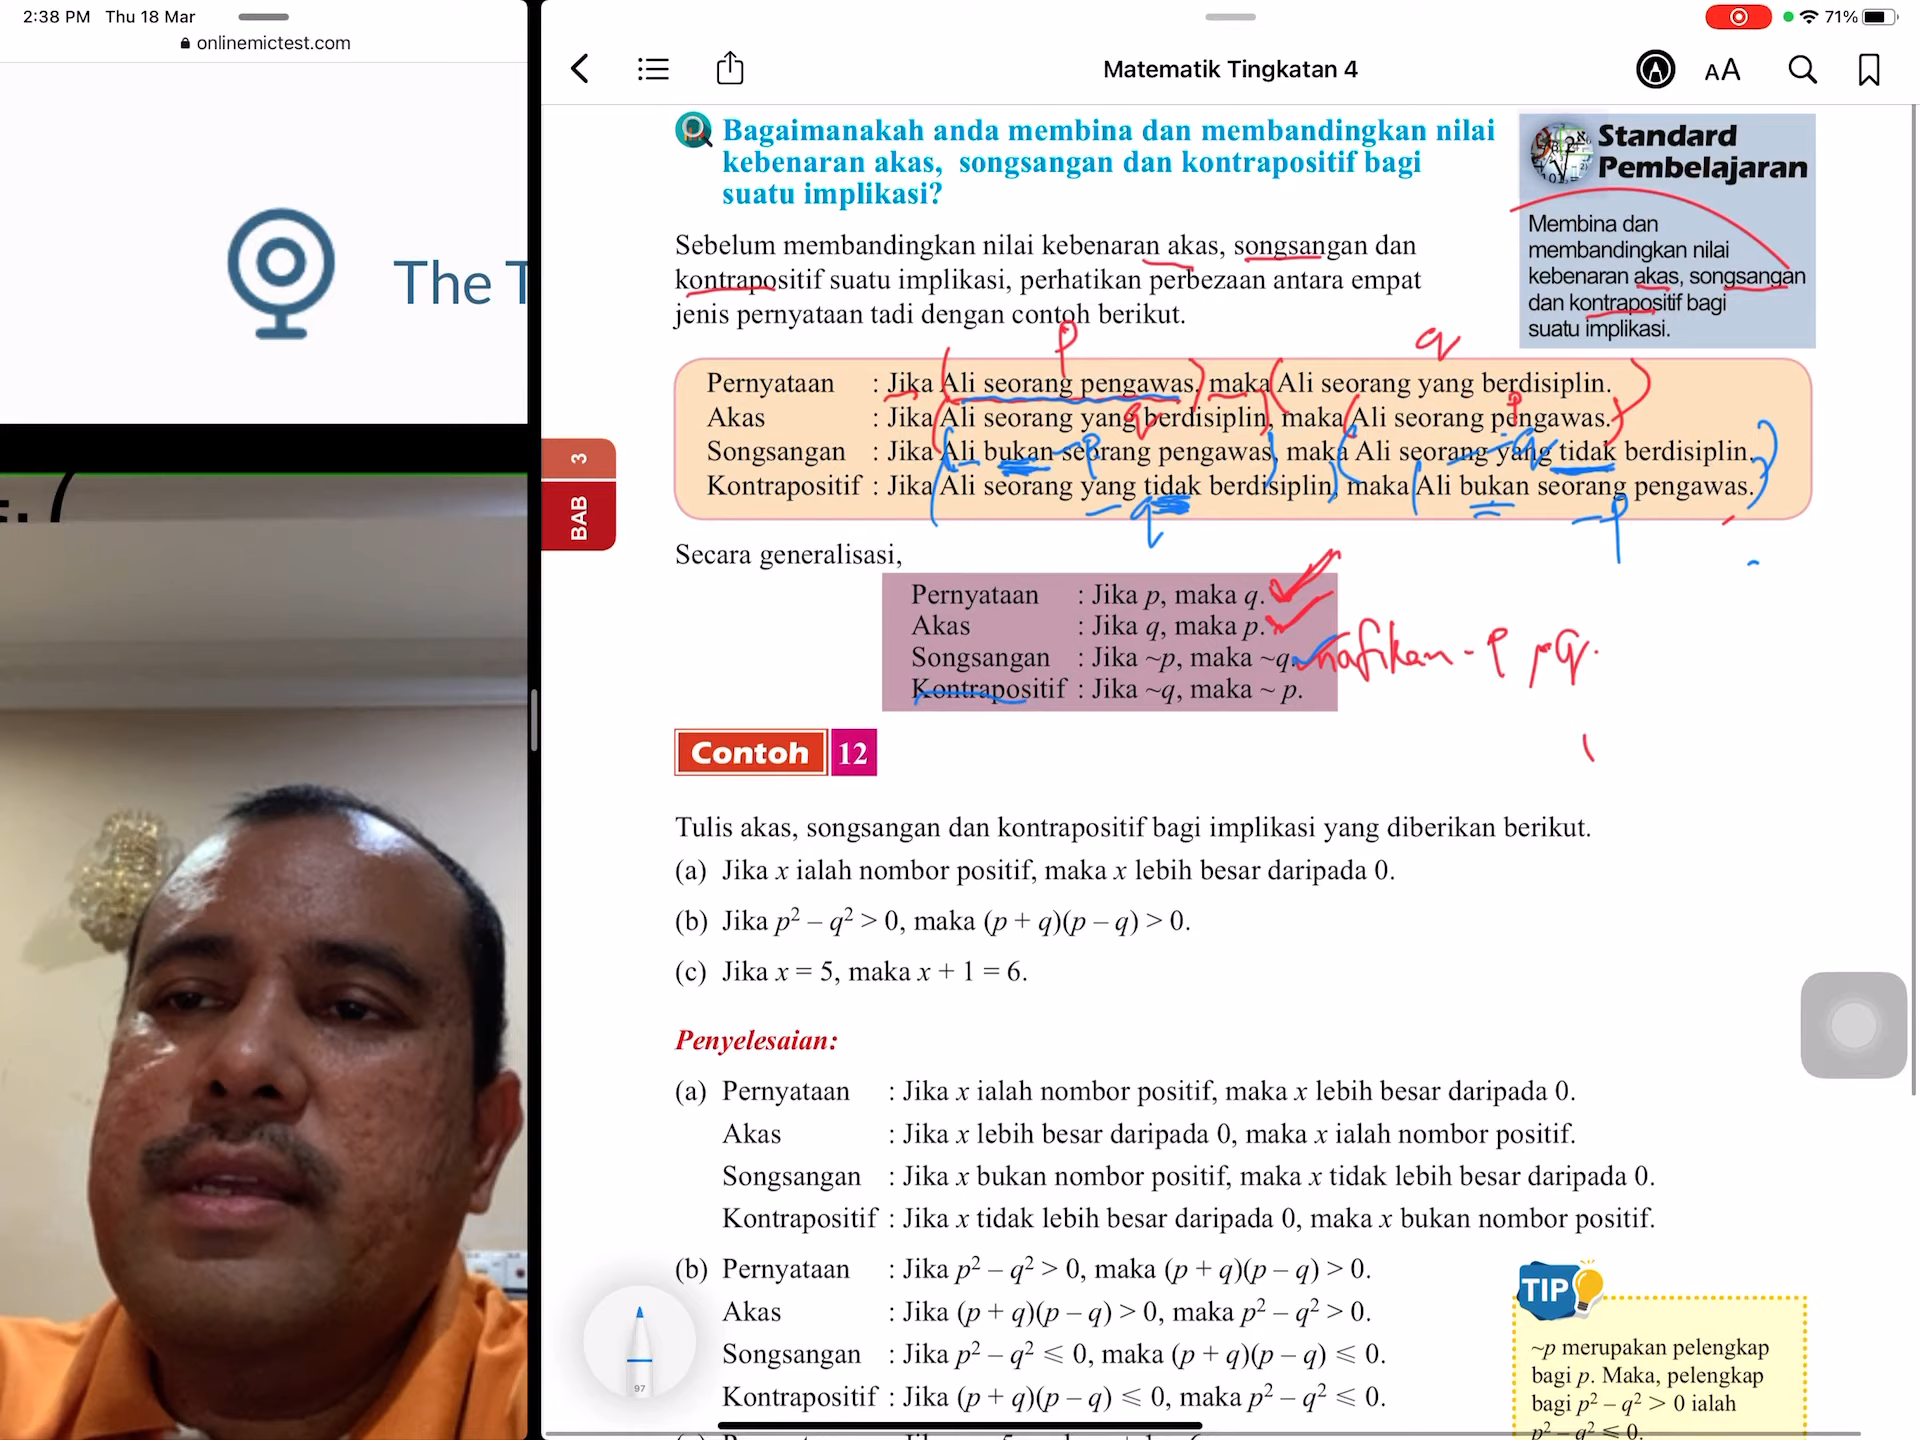 2:38 PM Thu 18 Mar
onlinemictest.com
The T
71%
Matematik Tingkatan 4
AA
Bagaimanakah anda membina dan membandingkan nilai
kebenaran akas, songsangan dan kontrapositif bagi
suatu implikasi?
Standard
Pembelajaran
Membina dan
membandingkan nilai
kebenaran akas, songsangan
dan kontrapositif bagi
suatu implikasi.
Sebelum membandingkan nilai kebenaran akas, songsangan dan
kontrapositif suatu implikasi, perhatikan perbezaan antara empat
jenis pernyataan tadi dengan contoh berikut.
p q
Pernyataan : Jika Ali seorang pengawas, maka Ali seorang yang berdisiplin.
Akas : Jika Ali seorang yang berdisiplin, maka Ali seorang pengawas.
q p
Songsangan : Jika Ali bukan seorang pengawas, maka Ali seorang yang tidak berdisiplin.
~p ~q
Kontrapositif : Jika Ali seorang yang tidak berdisiplin, maka Ali bukan seorang pengawas.
~q ~p
3
BAB
Secara generalisasi,
Pernyataan : Jika p, maka q.
Akas : Jika q, maka p.
Songsangan : Jika ~p, maka ~q.
Kontrapositif : Jika ~q, maka ~ p.
nafikan - p, q.
Contoh 12
Tulis akas, songsangan dan kontrapositif bagi implikasi yang diberikan berikut.
(a) Jika x ialah nombor positif, maka x lebih besar daripada 0.
(b) Jika p² – q² > 0, maka (p + q)(p – q) > 0.
(c) Jika x = 5, maka x + 1 = 6.
Penyelesaian:
(a) Pernyataan : Jika x ialah nombor positif, maka x lebih besar daripada 0.
Akas : Jika x lebih besar daripada 0, maka x ialah nombor positif.
Songsangan : Jika x bukan nombor positif, maka x tidak lebih besar daripada 0.
Kontrapositif : Jika x tidak lebih besar daripada 0, maka x bukan nombor positif.
(b) Pernyataan : Jika p² – q² > 0, maka (p + q)(p – q) > 0.
Akas : Jika (p + q)(p – q) > 0, maka p² – q² > 0.
Songsangan : Jika p² – q² ⩽ 0, maka (p + q)(p – q) ⩽ 0.
Kontrapositif : Jika (p + q)(p – q) ⩽ 0, maka p² – q² ⩽ 0.
97
TIP
~p merupakan pelengkap
bagi p. Maka, pelengkap
bagi p² – q² > 0 ialah
p² – q² ⩽ 0.